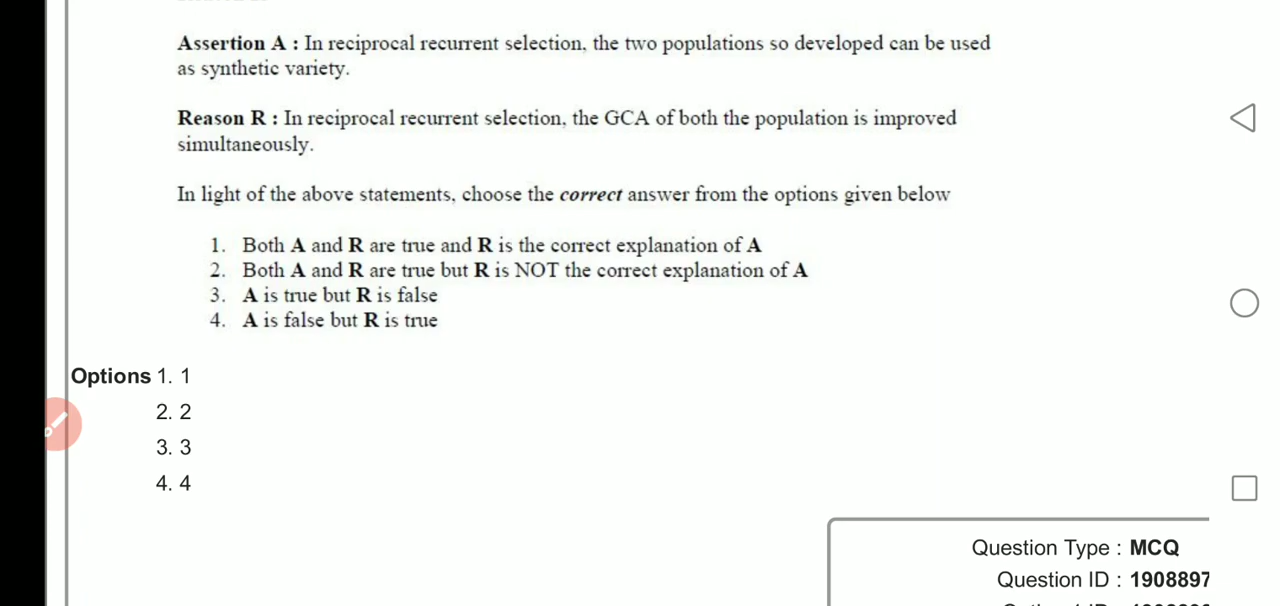 Assertion A : In reciprocal recurrent selection, the two populations so developed can be used
as synthetic variety.
Reason R : In reciprocal recurrent selection, the GCA of both the population is improved
simultaneously.
In light of the above statements, choose the correct answer from the options given below
1. Both A and R are true and R is the correct explanation of A
2. Both A and R are true but R is NOT the correct explanation of A
3. A is true but R is false
4. A is false but R is true
Options 1. 1
2. 2
3. 3
4. 4
Question Type : MCQ
Question ID : 1908897